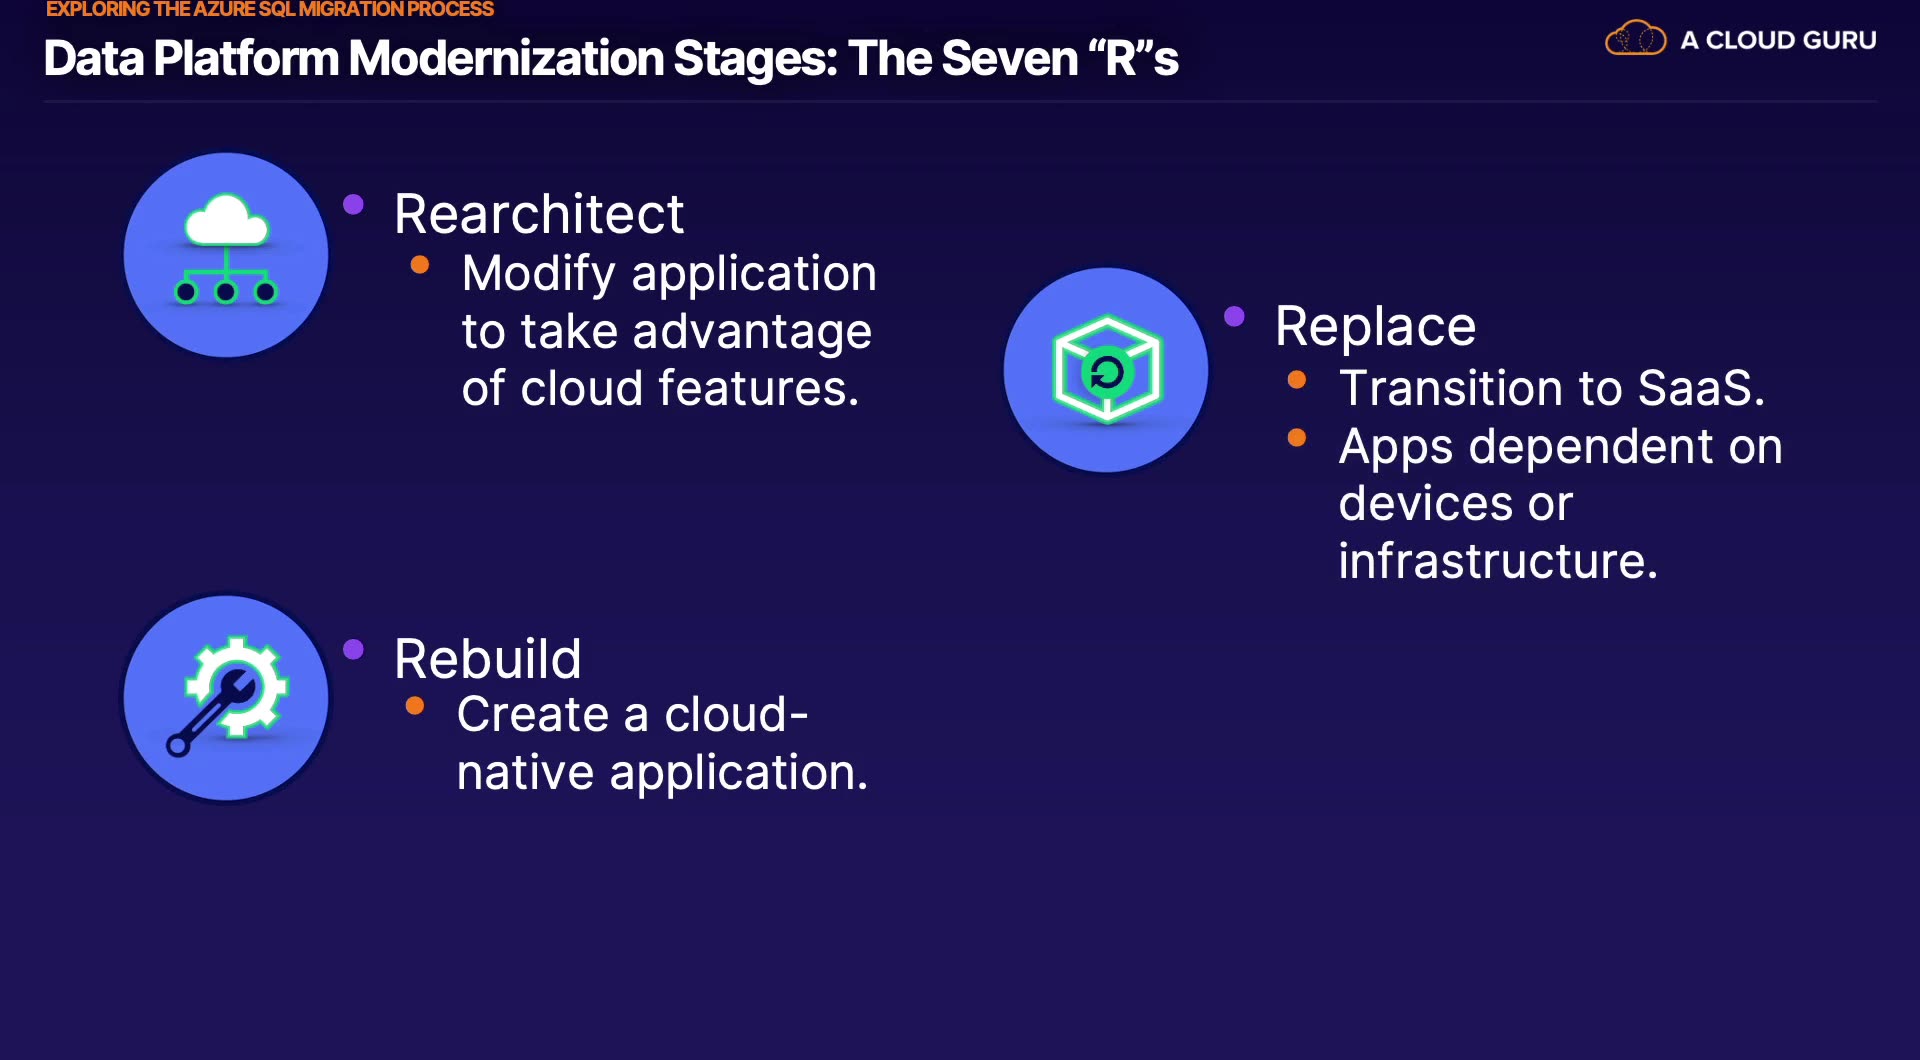 EXPLORING THE AZURE SQL MIGRATION PROCESS
Data Platform Modernization Stages: The Seven “R”s
A CLOUD GURU
Rearchitect
Modify application
to take advantage
of cloud features.
Rebuild
Create a cloud-
native application.
Replace
Transition to SaaS.
Apps dependent on
devices or
infrastructure.